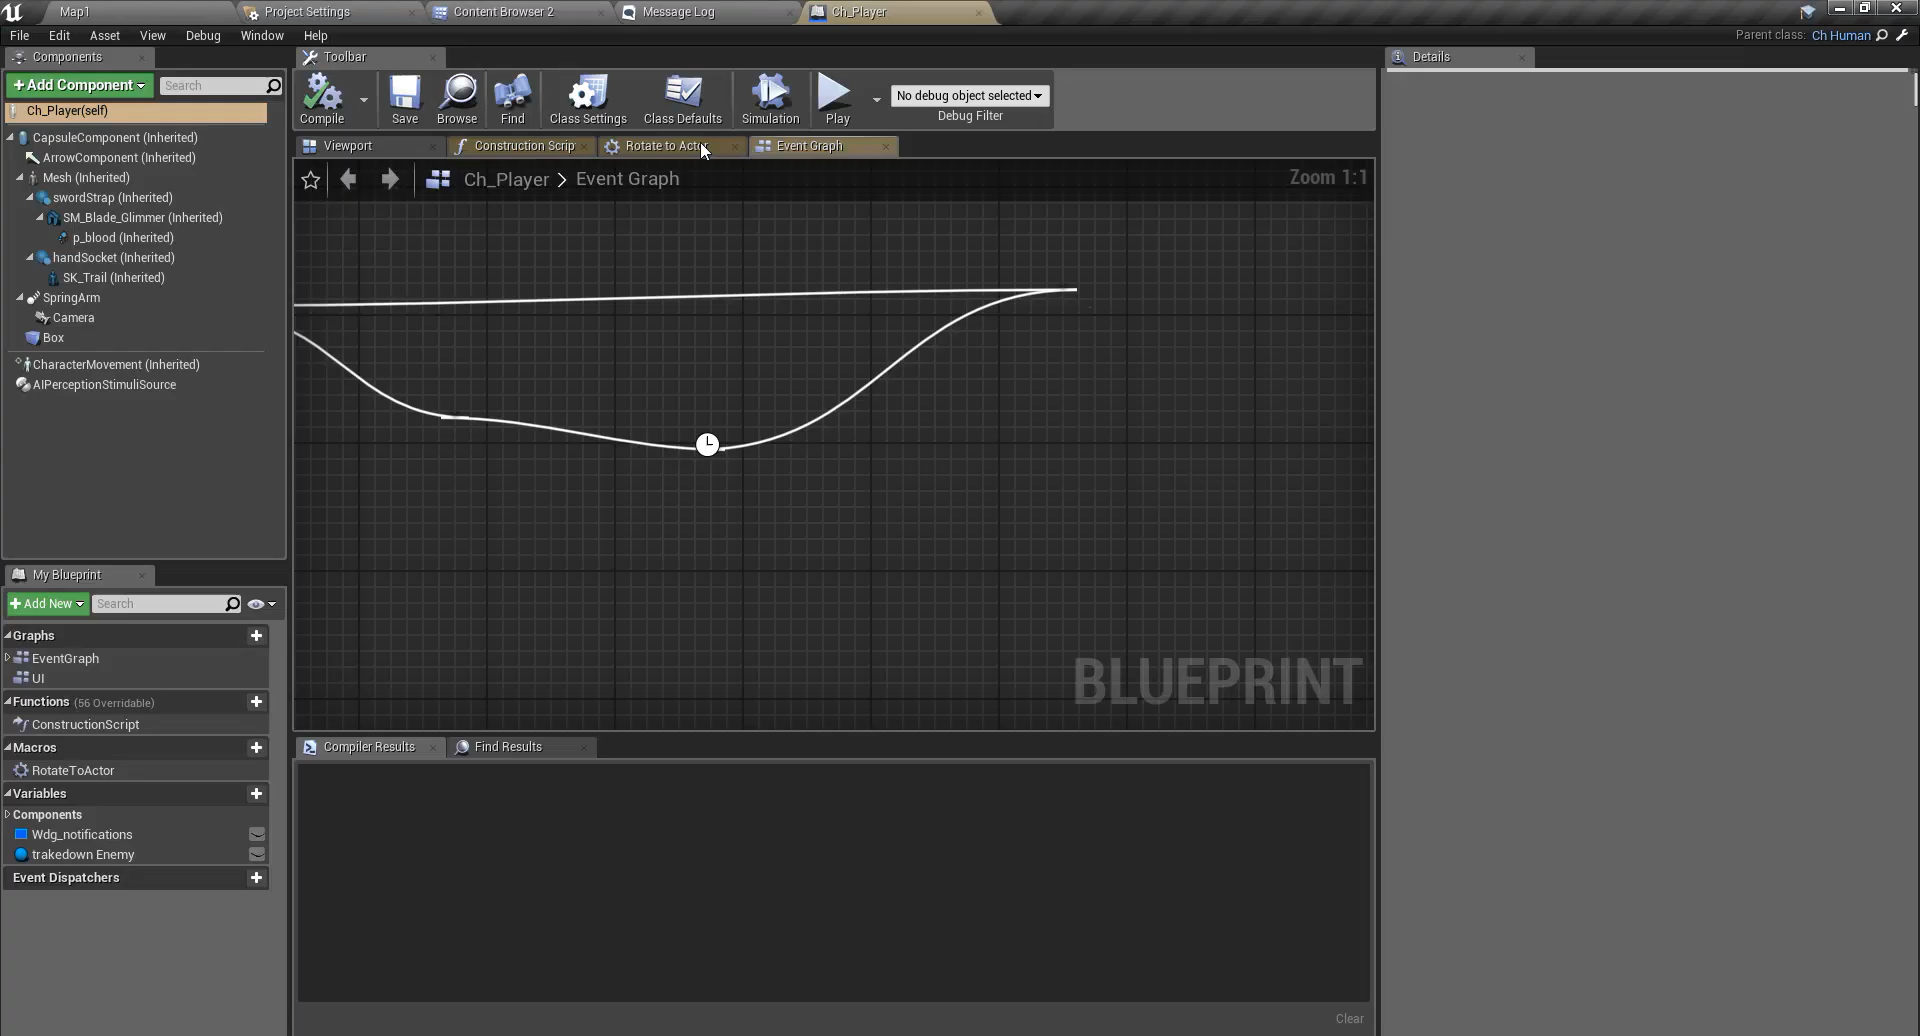 Map1
Project Settings
Content Browser 2
Message Log
Ch_Player
File
Edit
Asset
View
Debug
Window
Help
Parent class: Ch Human
Components
+Add Component
Search
Ch_Player(self)
CapsuleComponent (Inherited)
ArrowComponent (Inherited)
Mesh (Inherited)
swordStrap (Inherited)
SM_Blade_Glimmer (Inherited)
p_blood (Inherited)
handSocket (Inherited)
SK_Trail (Inherited)
SpringArm
Camera
Box
CharacterMovement (Inherited)
AIPerceptionStimuliSource
My Blueprint
+Add New
Search
Graphs
EventGraph
UI
Functions (56 Overridable)
ConstructionScript
Macros
RotateToActor
Variables
Components
Wdg_notifications
trakedown Enemy
Event Dispatchers
Toolbar
Compile
Save
Browse
Find
Class Settings
Class Defaults
Simulation
Play
No debug object selected
Debug Filter
Viewport
Construction Scrip
Rotate to Actor
Event Graph
Ch_Player > Event Graph
Zoom 1:1
BLUEPRINT
Compiler Results
Find Results
Clear
Details